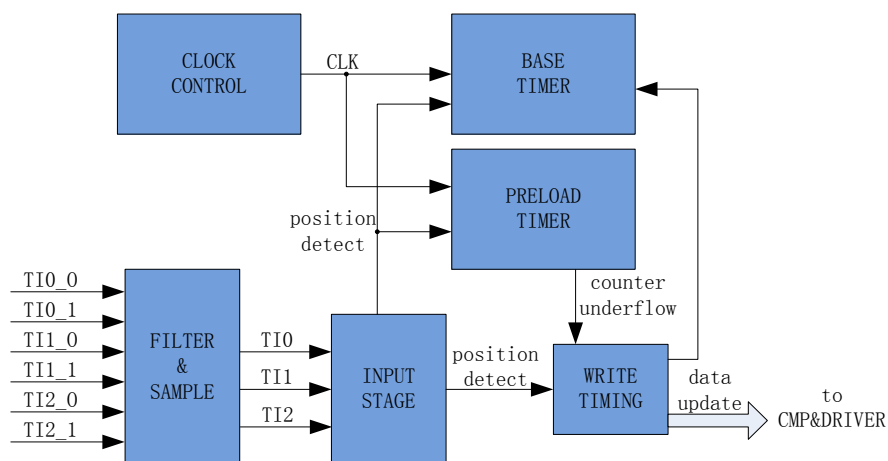 CLOCK
CONTROL
CLK
BASE
TIMER
PRELOAD
TIMER
position
detect
counter
underflow
TI0_0
TI0_1
TI1_0
TI1_1
TI2_0
TI2_1
FILTER
&
SAMPLE
TI0
TI1
TI2
INPUT
STAGE
position
detect
WRITE
TIMING
data
update
to
CMP&DRIVER